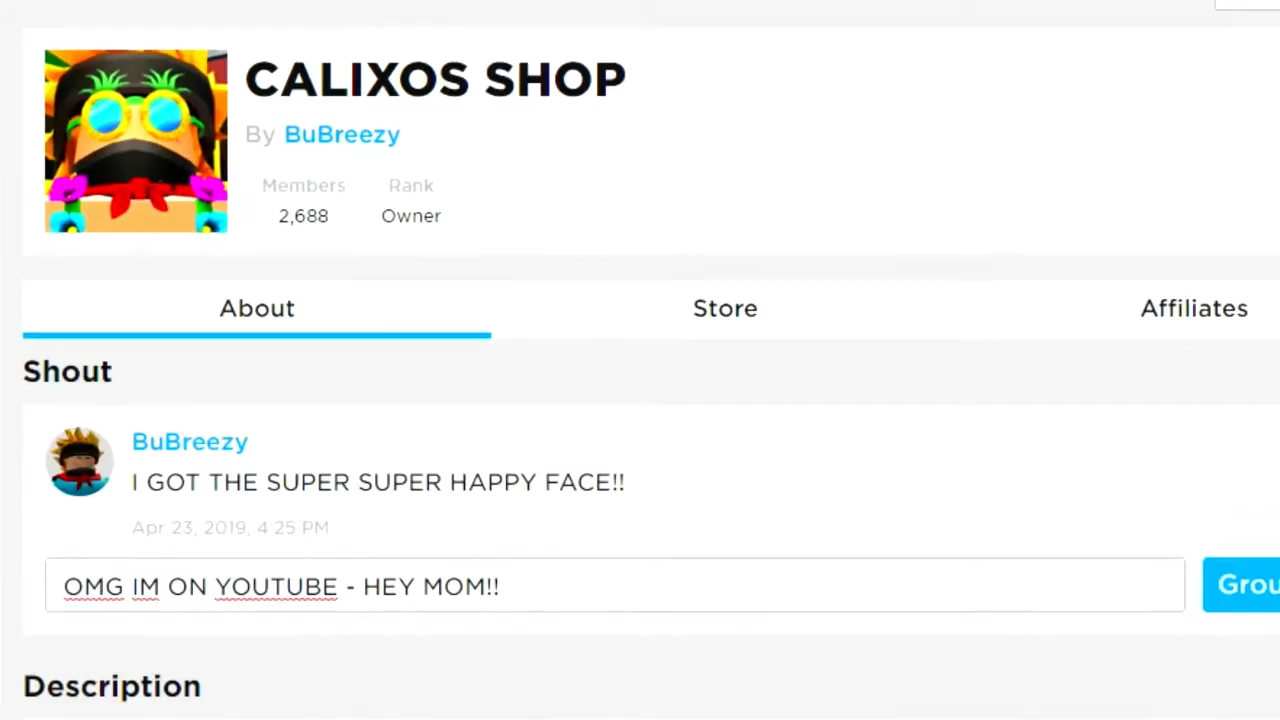 CALIXOS SHOP
By BuBreezy
Members Rank
2,688 Owner
About Store Affiliates
Shout
BuBreezy
I GOT THE SUPER SUPER HAPPY FACE!!
Apr 23, 2019, 4:25 PM
OMG IM ON YOUTUBE - HEY MOM!!
Grou
Description